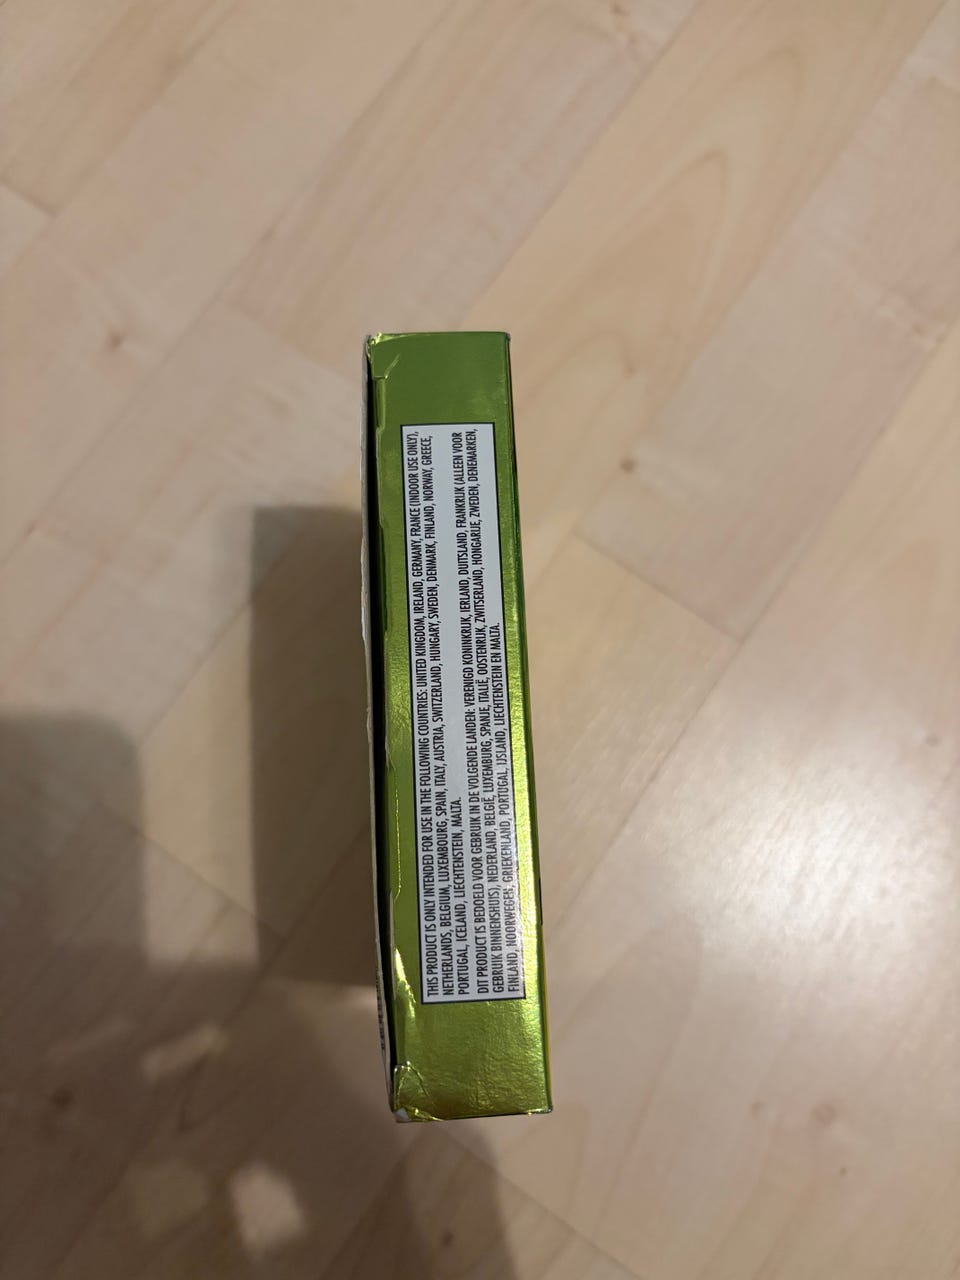 THIS PRODUCT IS ONLY INTENDED FOR USE IN THE FOLLOWING COUNTRIES: UNITED KINGDOM, IRELAND, GERMANY, FRANCE (INDOOR USE ONLY),
NETHERLANDS, BELGIUM, LUXEMBOURG, SPAIN, ITALY, AUSTRIA, SWITZERLAND, HUNGARY, SWEDEN, DENMARK, FINLAND, NORWAY, GREECE,
PORTUGAL, ICELAND, LIECHTENSTEIN, MALTA.
DIT PRODUCT IS BEDOELD VOOR GEBRUIK IN DE VOLGENDE LANDEN: VERENIGD KONINKRIJK, IERLAND, DUITSLAND, FRANKRIJK (ALLEEN VOOR
GEBRUIK BINNENSHUIS), NEDERLAND, BELGIË, LUXEMBURG, SPANJE, ITALIË, OOSTENRIJK, ZWITSERLAND, HONGARIJE, ZWEDEN, DENEMARKEN,
FINLAND, NOORWEGEN, GRIEKENLAND, PORTUGAL, IJSLAND, LIECHTENSTEIN EN MALTA.